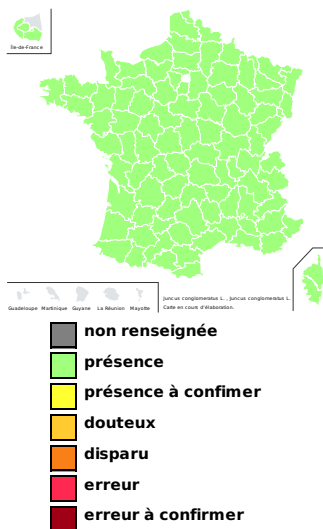 Île-de-France
Guadeloupe Martinique Guyane La Réunion Mayotte
Juncus conglomeratus L. , Juncus conglomeratus L.
Carte en cours d'élaboration.
non renseignée
présence
présence à confimer
douteux
disparu
erreur
erreur à confirmer